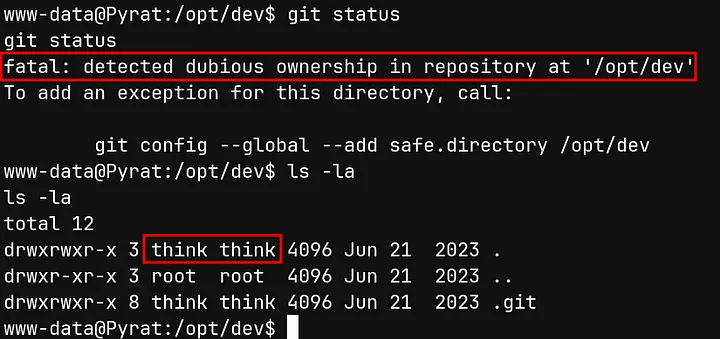 www-data@Pyrat:/opt/dev$ git status
git status
fatal: detected dubious ownership in repository at '/opt/dev'
To add an exception for this directory, call:
git config --global --add safe.directory /opt/dev
www-data@Pyrat:/opt/dev$ ls -la
ls -la
total 12
drwxrwxr-x 3 think think 4096 Jun 21  2023 .
drwxr-xr-x 3 root  root  4096 Jun 21  2023 ..
drwxrwxr-x 8 think think 4096 Jun 21  2023 .git
www-data@Pyrat:/opt/dev$